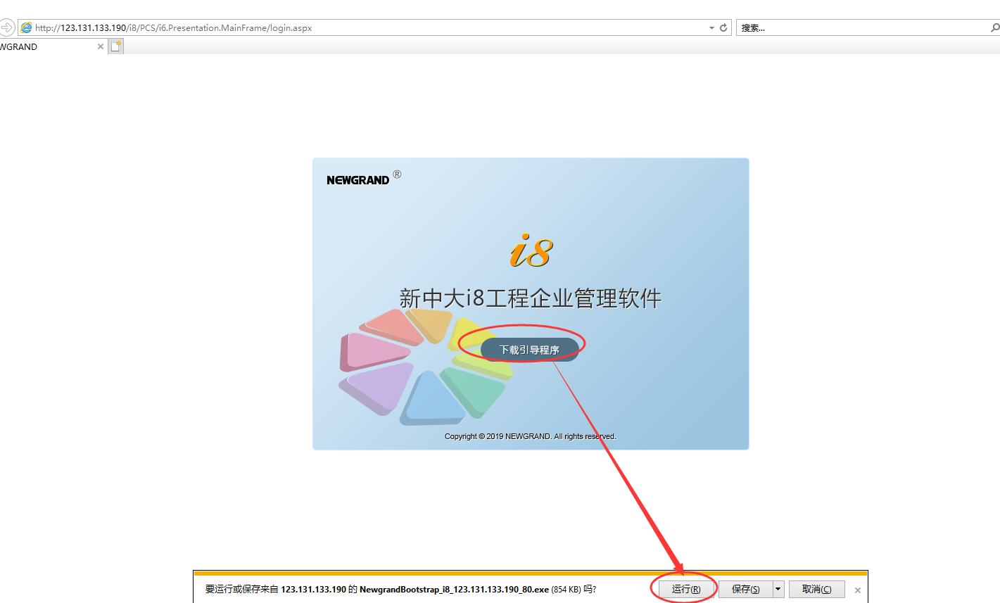 http://123.131.133.190/i8/PCS/i6.Presentation.MainFrame/login.aspx
搜索...
WGRAND
NEWGRAND ®
i8
新中大i8工程企业管理软件
下载引导程序
Copyright © 2019 NEWGRAND. All rights reserved.
要运行或保存来自 123.131.133.190 的 NewgrandBootstrap_i8_123.131.133.190_80.exe (854 KB) 吗?
运行(R)
保存(S)
取消(C)